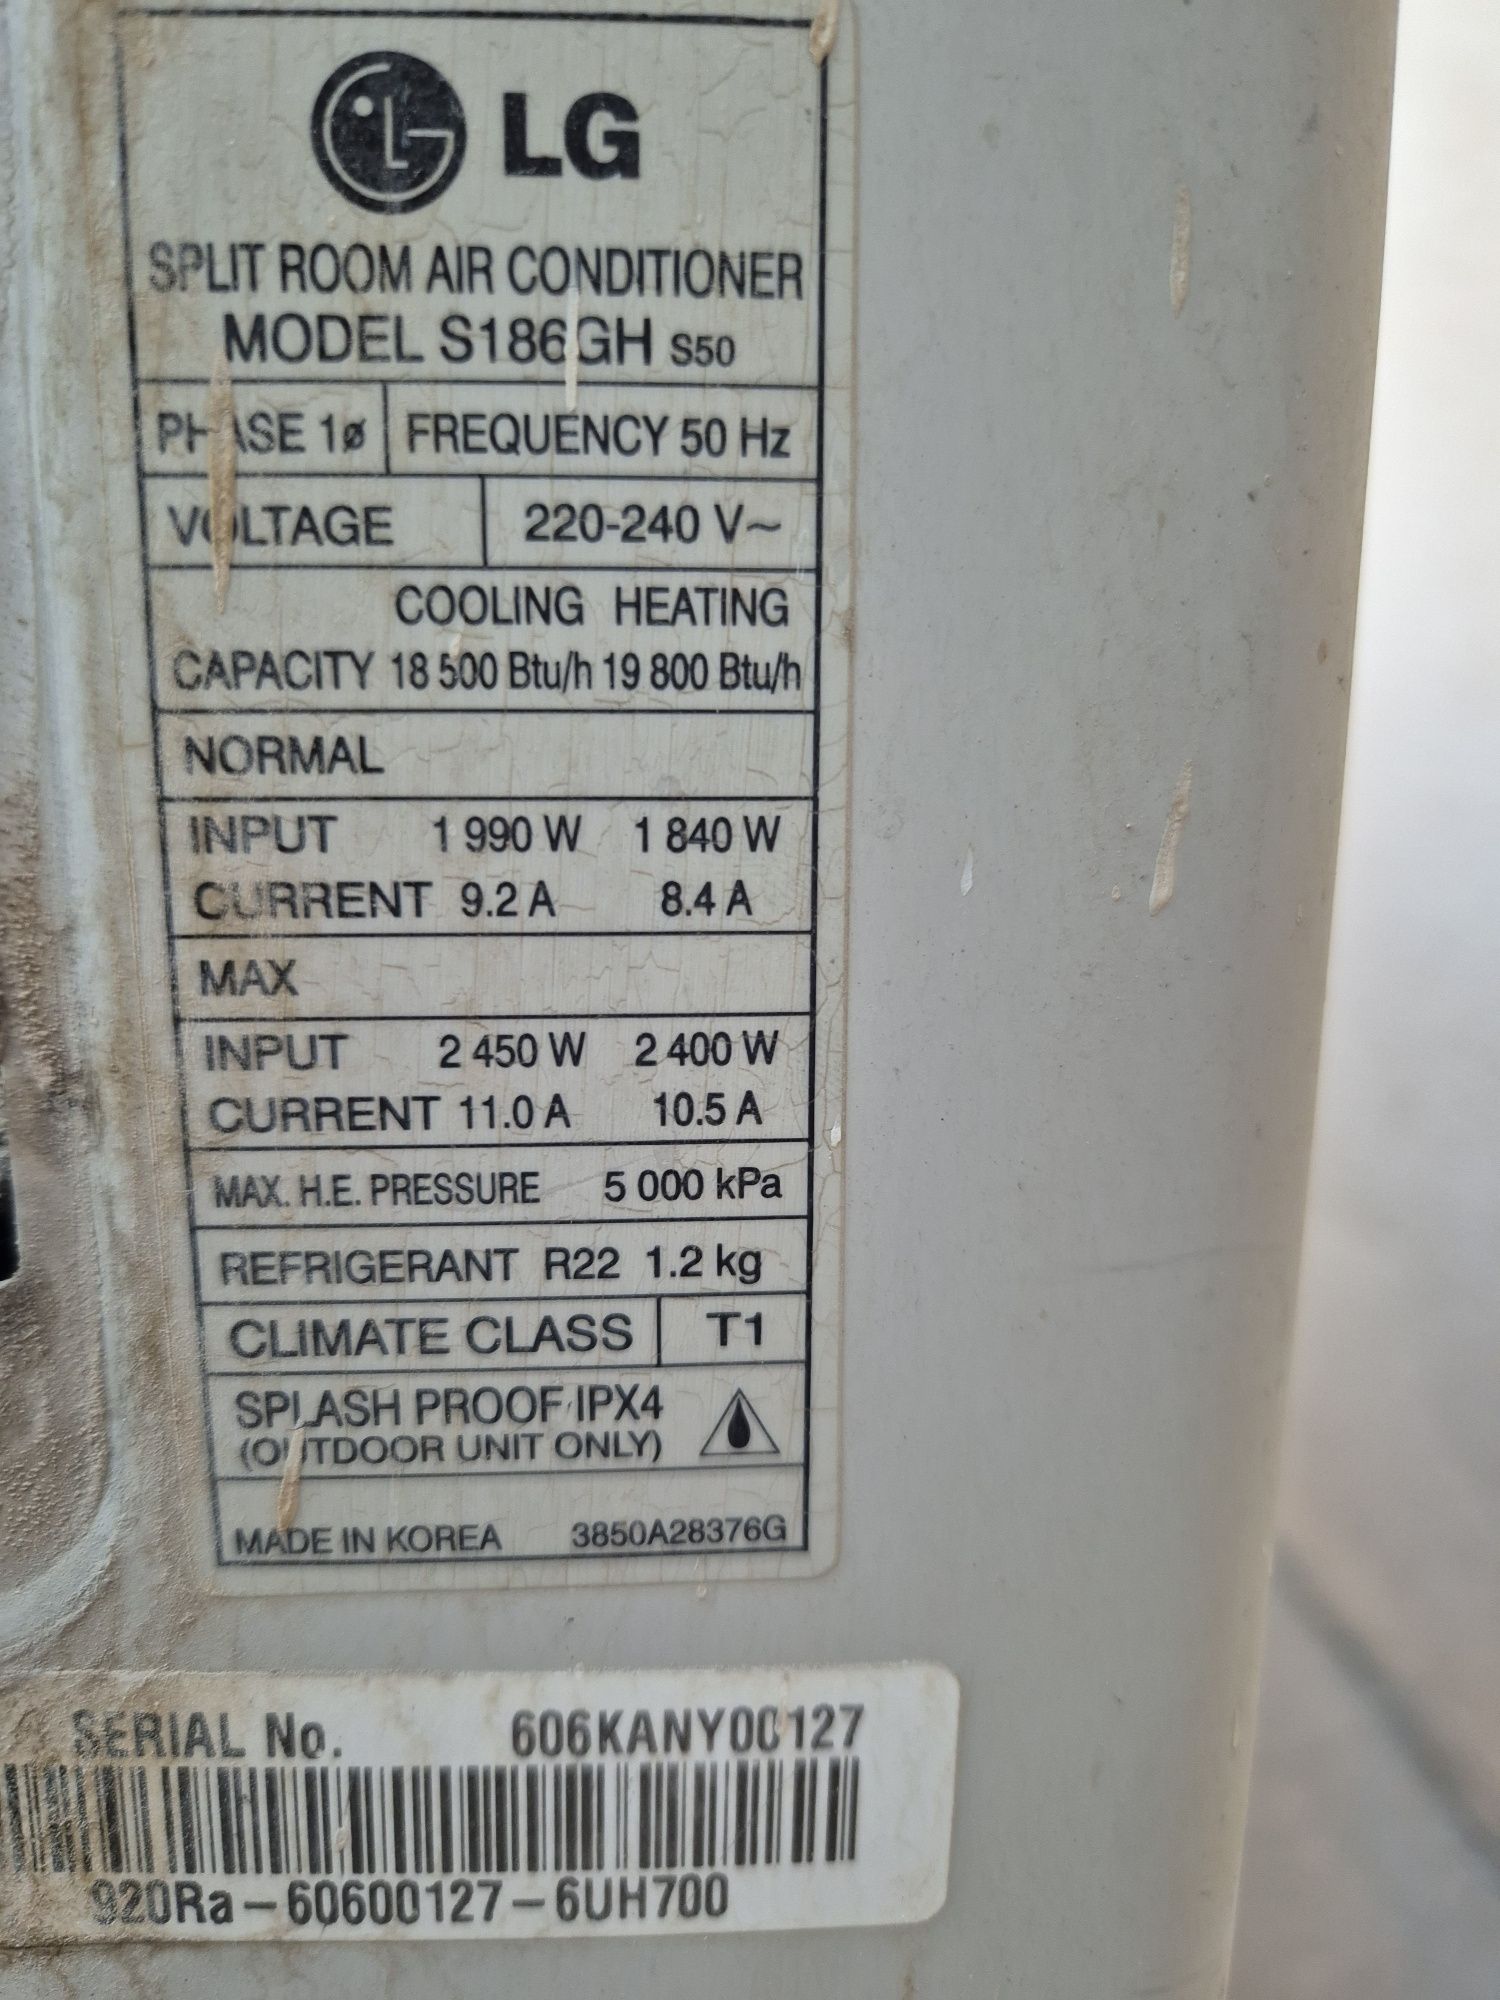 LG
SPLIT ROOM AIR CONDITIONER
MODEL S186GH S50
PHASE 1ø FREQUENCY 50 Hz
VOLTAGE 220-240 V~
COOLING HEATING
CAPACITY 18 500 Btu/h 19 800 Btu/h
NORMAL
INPUT 1 990 W 1 840 W
CURRENT 9.2 A 8.4 A
MAX
INPUT 2 450 W 2 400 W
CURRENT 11.0 A 10.5 A
MAX. H.E. PRESSURE 5 000 kPa
REFRIGERANT R22 1.2 kg
CLIMATE CLASS T1
SPLASH PROOF IPX4
(OUTDOOR UNIT ONLY)
MADE IN KOREA 3850A28376G
SERIAL No. 606KANY00127
920Ra-60600127-6UH700